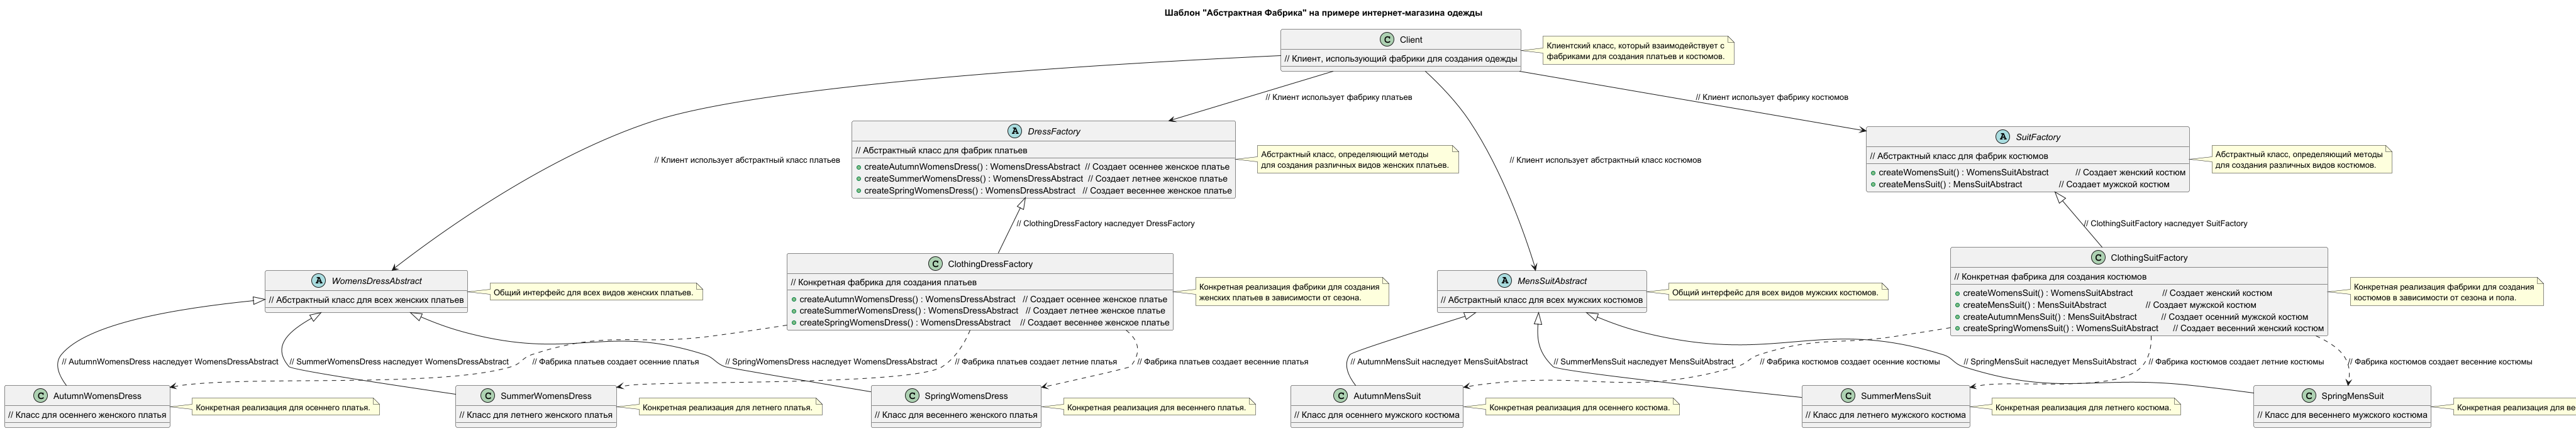 Шаблон "Абстрактная Фабрика" на примере интернет-магазина одежды
C Client
// Клиент, использующий фабрики для создания одежды
Клиентский класс, который взаимодействует с
фабриками для создания платьев и костюмов.
// Клиент использует фабрику платьев
// Клиент использует фабрику костюмов
A DressFactory
// Абстрактный класс для фабрик платьев
createAutumnWomensDress() : WomensDressAbstract // Создает осеннее женское платье
createSummerWomensDress() : WomensDressAbstract // Создает летнее женское платье
createSpringWomensDress() : WomensDressAbstract // Создает весеннее женское платье
Абстрактный класс, определяющий методы
для создания различных видов женских платьев.
A SuitFactory
// Абстрактный класс для фабрик костюмов
createWomensSuit() : WomensSuitAbstract // Создает женский костюм
createMensSuit() : MensSuitAbstract // Создает мужской костюм
Абстрактный класс, определяющий методы
для создания различных видов костюмов.
// Клиент использует абстрактный класс платьев
// Клиент использует абстрактный класс костюмов
// ClothingDressFactory наследует DressFactory
// ClothingSuitFactory наследует SuitFactory
A WomensDressAbstract
// Абстрактный класс для всех женских платьев
Общий интерфейс для всех видов женских платьев.
C ClothingDressFactory
// Конкретная фабрика для создания платьев
createAutumnWomensDress() : WomensDressAbstract // Создает осеннее женское платье
createSummerWomensDress() : WomensDressAbstract // Создает летнее женское платье
createSpringWomensDress() : WomensDressAbstract // Создает весеннее женское платье
Конкретная реализация фабрики для создания
женских платьев в зависимости от сезона.
A MensSuitAbstract
// Абстрактный класс для всех мужских костюмов
Общий интерфейс для всех видов мужских костюмов.
C ClothingSuitFactory
// Конкретная фабрика для создания костюмов
createWomensSuit() : WomensSuitAbstract // Создает женский костюм
createMensSuit() : MensSuitAbstract // Создает мужской костюм
createAutumnMensSuit() : MensSuitAbstract // Создает осенний мужской костюм
createSpringWomensSuit() : WomensSuitAbstract // Создает весенний женский костюм
Конкретная реализация фабрики для создания
костюмов в зависимости от сезона и пола.
// AutumnWomensDress наследует WomensDressAbstract
// SummerWomensDress наследует WomensDressAbstract
// Фабрика платьев создает осенние платья
// SpringWomensDress наследует WomensDressAbstract
// Фабрика платьев создает летние платья
// Фабрика платьев создает весенние платья
// AutumnMensSuit наследует MensSuitAbstract
// SummerMensSuit наследует MensSuitAbstract
// Фабрика костюмов создает осенние костюмы
// SpringMensSuit наследует MensSuitAbstract
// Фабрика костюмов создает летние костюмы
// Фабрика костюмов создает весенние костюмы
C AutumnWomensDress
// Класс для осеннего женского платья
Конкретная реализация для осеннего платья.
C SummerWomensDress
// Класс для летнего женского платья
Конкретная реализация для летнего платья.
C SpringWomensDress
// Класс для весеннего женского платья
Конкретная реализация для весеннего платья.
C AutumnMensSuit
// Класс для осеннего мужского костюма
Конкретная реализация для осеннего костюма.
C SummerMensSuit
// Класс для летнего мужского костюма
Конкретная реализация для летнего костюма.
C SpringMensSuit
// Класс для весеннего мужского костюма
Конкретная реализация для ве